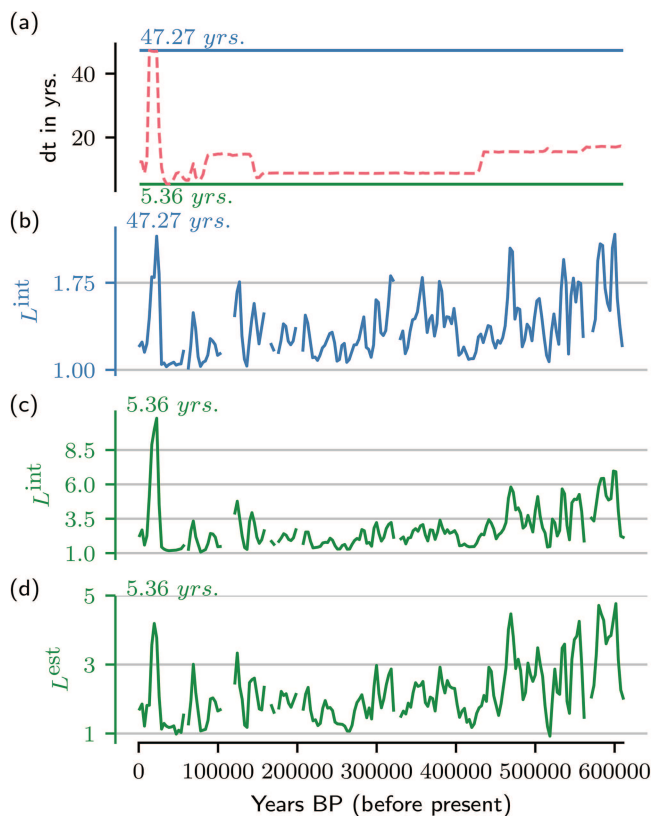 (a)
47.27 yrs.
dt in yrs.
40
20
5.36 yrs.
(b)
47.27 yrs.
L^int
1.75
1.00
(c)
5.36 yrs.
L^int
8.5
6.0
3.5
1.0
(d)
5.36 yrs.
L^est
5
3
1
0 100000 200000 300000 400000 500000 600000
Years BP (before present)